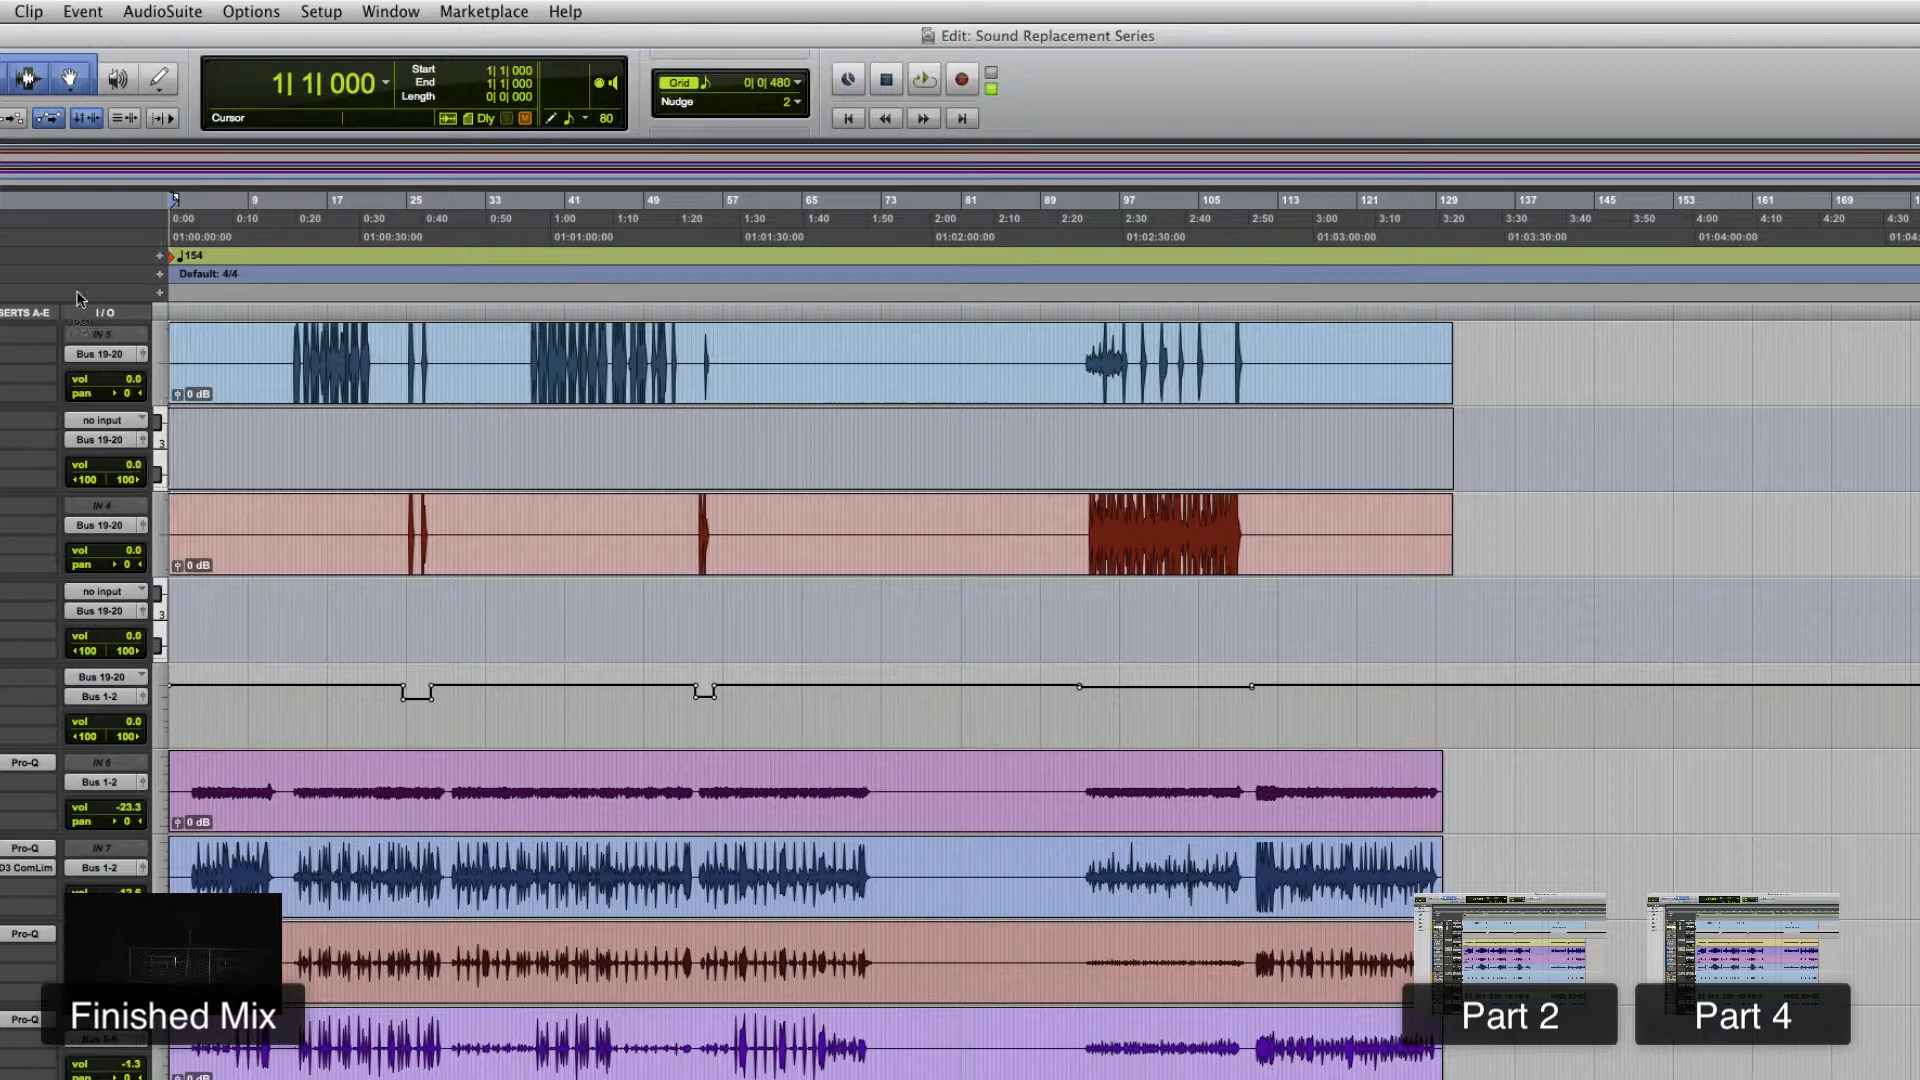 Clip Event AudioSuite Options Setup Window Marketplace Help
Edit: Sound Replacement Series
1| 1| 000
Start 1| 1| 000
End 1| 1| 000
Length 0| 0| 000
Cursor
Dly S M 80
Grid 0| 0| 480
Nudge 2
9 17 25 33 41 49 57 65 73 81 89 97 105 113 121 129 137 145 153 161 169
0:00 0:10 0:20 0:30 0:40 0:50 1:00 1:10 1:20 1:30 1:40 1:50 2:00 2:10 2:20 2:30 2:40 2:50 3:00 3:10 3:20 3:30 3:40 3:50 4:00 4:10 4:20 4:30
01:00:00:00 01:00:30:00 01:01:00:00 01:01:30:00 01:02:00:00 01:02:30:00 01:03:00:00 01:03:30:00 01:04:00:00 01:04:
154
Default: 4/4
SERTS A-E I / O
IN 5
Bus 19-20
vol 0.0
pan 0
0 dB
no input
Bus 19-20
3
vol 0.0
100 100
IN 4
Bus 19-20
vol 0.0
pan 0
0 dB
no input
Bus 19-20
3
vol 0.0
100 100
Bus 19-20
Bus 1-2
vol 0.0
100 100
Pro-Q IN 6
Bus 1-2
vol -23.3
pan 0
0 dB
Pro-Q IN 7
D3 ComLim Bus 1-2
Pro-Q
Finished Mix
Part 2
Part 4
Pro-Q
vol -1.3
0 dB